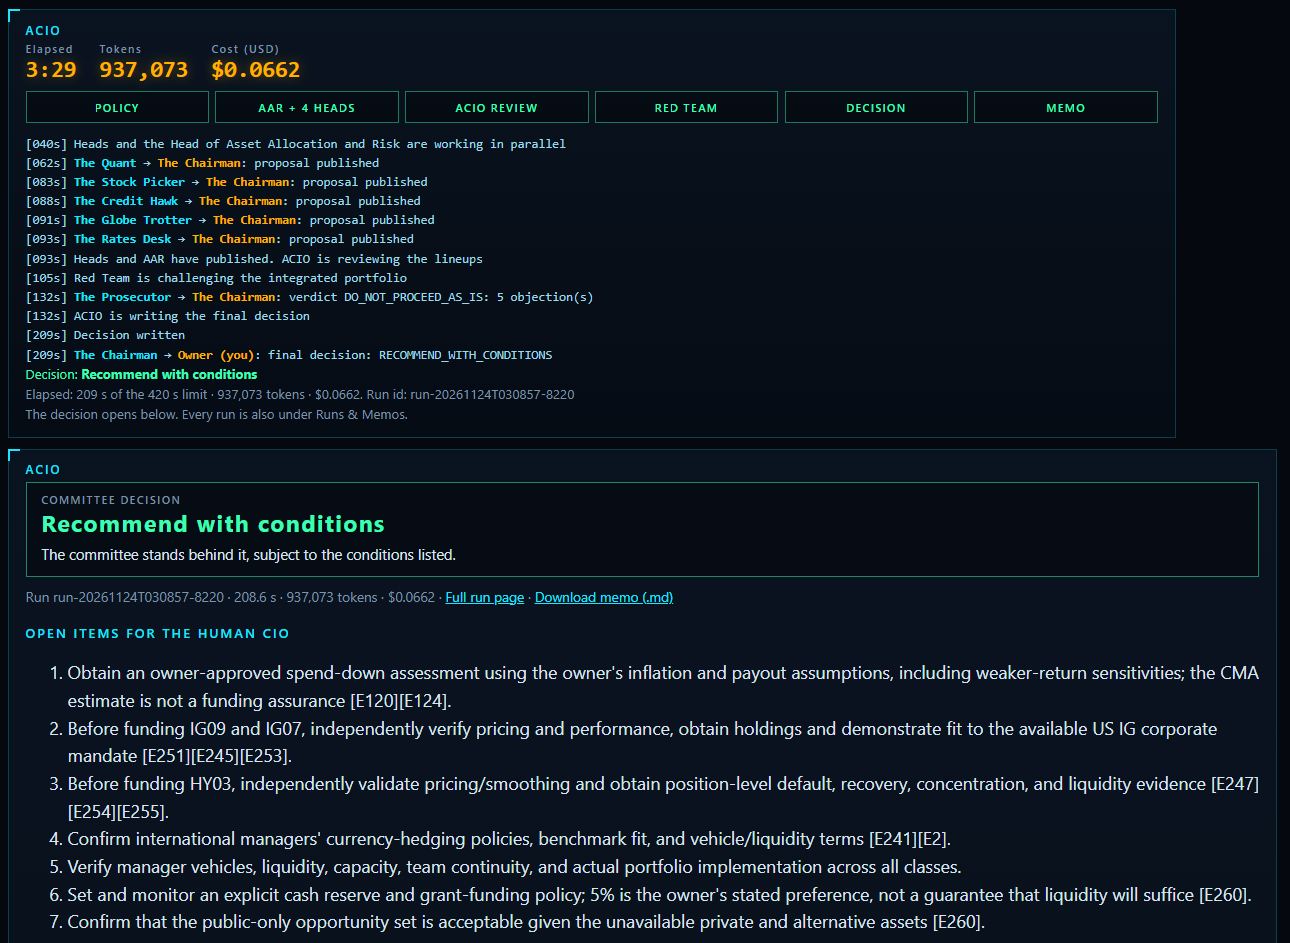 ACIO
Elapsed Tokens Cost (USD)
3:29 937,073 $0.0662
POLICY AAR + 4 HEADS ACIO REVIEW RED TEAM DECISION MEMO
[040s] Heads and the Head of Asset Allocation and Risk are working in parallel
[062s] The Quant → The Chairman: proposal published
[083s] The Stock Picker → The Chairman: proposal published
[088s] The Credit Hawk → The Chairman: proposal published
[091s] The Globe Trotter → The Chairman: proposal published
[093s] The Rates Desk → The Chairman: proposal published
[093s] Heads and AAR have published. ACIO is reviewing the lineups
[105s] Red Team is challenging the integrated portfolio
[132s] The Prosecutor → The Chairman: verdict DO_NOT_PROCEED_AS_IS: 5 objection(s)
[132s] ACIO is writing the final decision
[209s] Decision written
[209s] The Chairman → Owner (you): final decision: RECOMMEND_WITH_CONDITIONS
Decision: Recommend with conditions
Elapsed: 209 s of the 420 s limit · 937,073 tokens · $0.0662. Run id: run-20261124T030857-8220
The decision opens below. Every run is also under Runs & Memos.
ACIO
COMMITTEE DECISION
Recommend with conditions
The committee stands behind it, subject to the conditions listed.
Run run-20261124T030857-8220 · 208.6 s · 937,073 tokens · $0.0662 · Full run page · Download memo (.md)
OPEN ITEMS FOR THE HUMAN CIO
1. Obtain an owner-approved spend-down assessment using the owner's inflation and payout assumptions, including weaker-return sensitivities; the CMA
estimate is not a funding assurance [E120][E124].
2. Before funding IG09 and IG07, independently verify pricing and performance, obtain holdings and demonstrate fit to the available US IG corporate
mandate [E251][E245][E253].
3. Before funding HY03, independently validate pricing/smoothing and obtain position-level default, recovery, concentration, and liquidity evidence [E247]
[E254][E255].
4. Confirm international managers' currency-hedging policies, benchmark fit, and vehicle/liquidity terms [E241][E2].
5. Verify manager vehicles, liquidity, capacity, team continuity, and actual portfolio implementation across all classes.
6. Set and monitor an explicit cash reserve and grant-funding policy; 5% is the owner's stated preference, not a guarantee that liquidity will suffice [E260].
7. Confirm that the public-only opportunity set is acceptable given the unavailable private and alternative assets [E260].